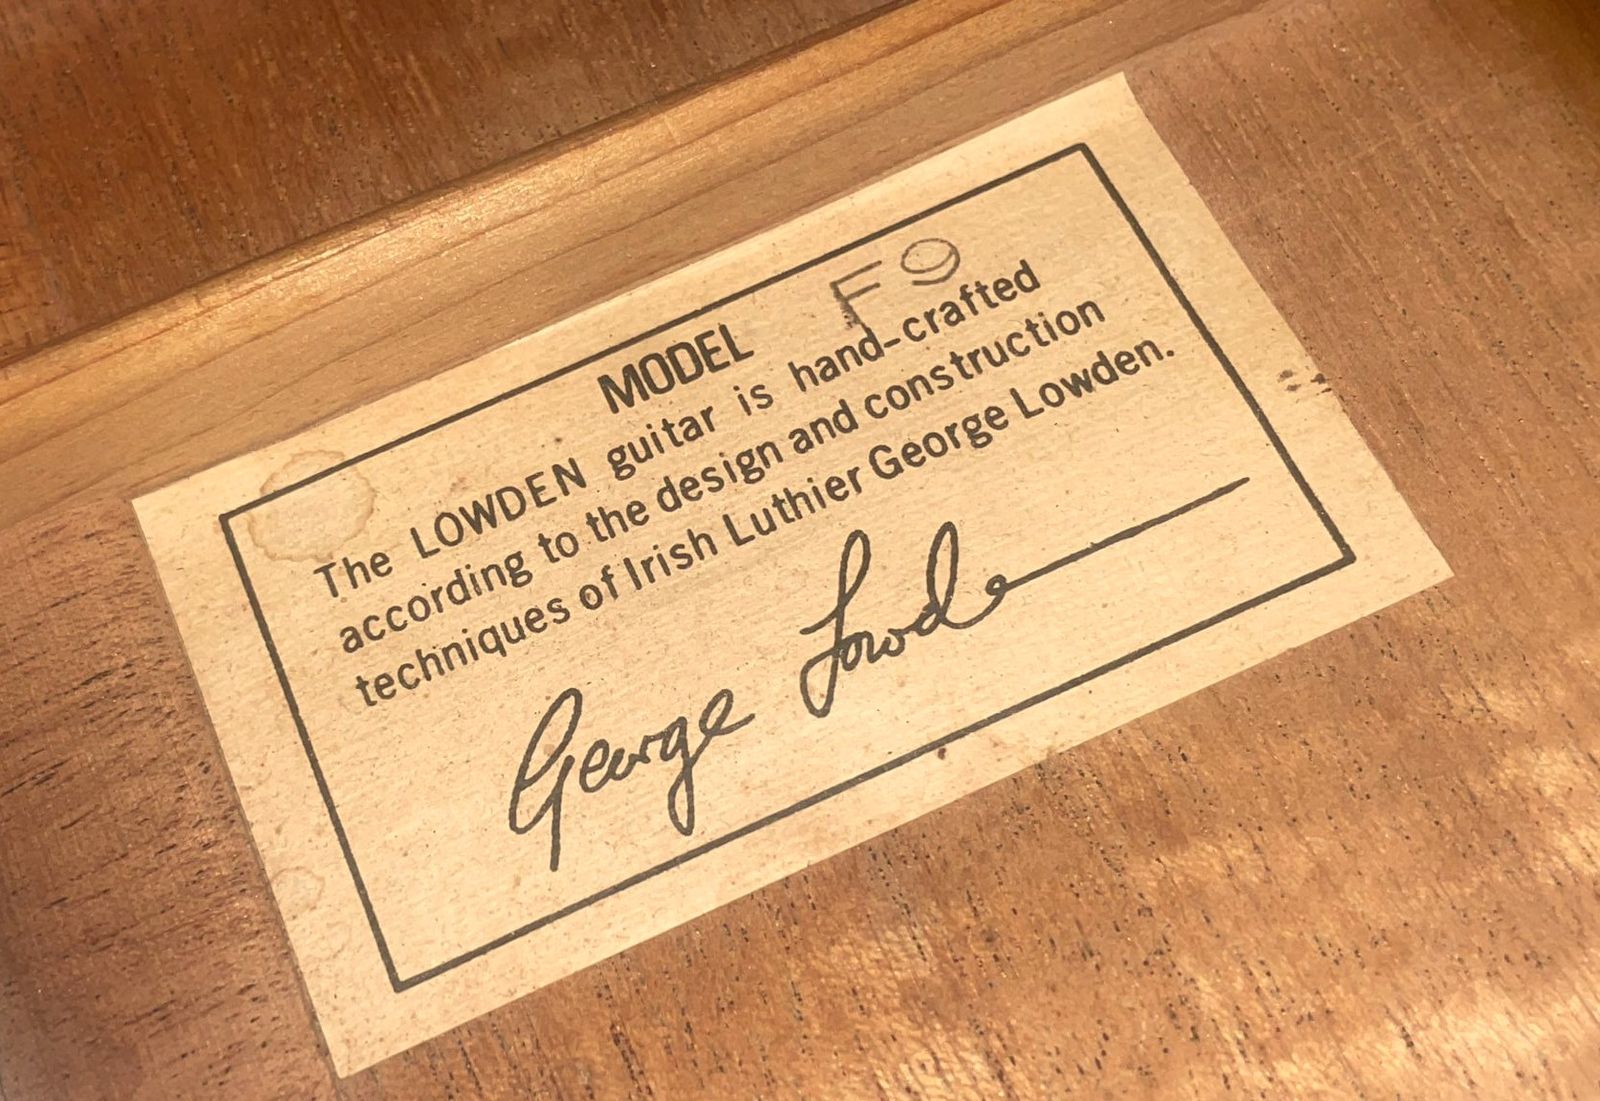 MODEL F9
The LOWDEN guitar is hand-crafted
according to the design and construction
techniques of Irish Luthier George Lowden.
George Lowde